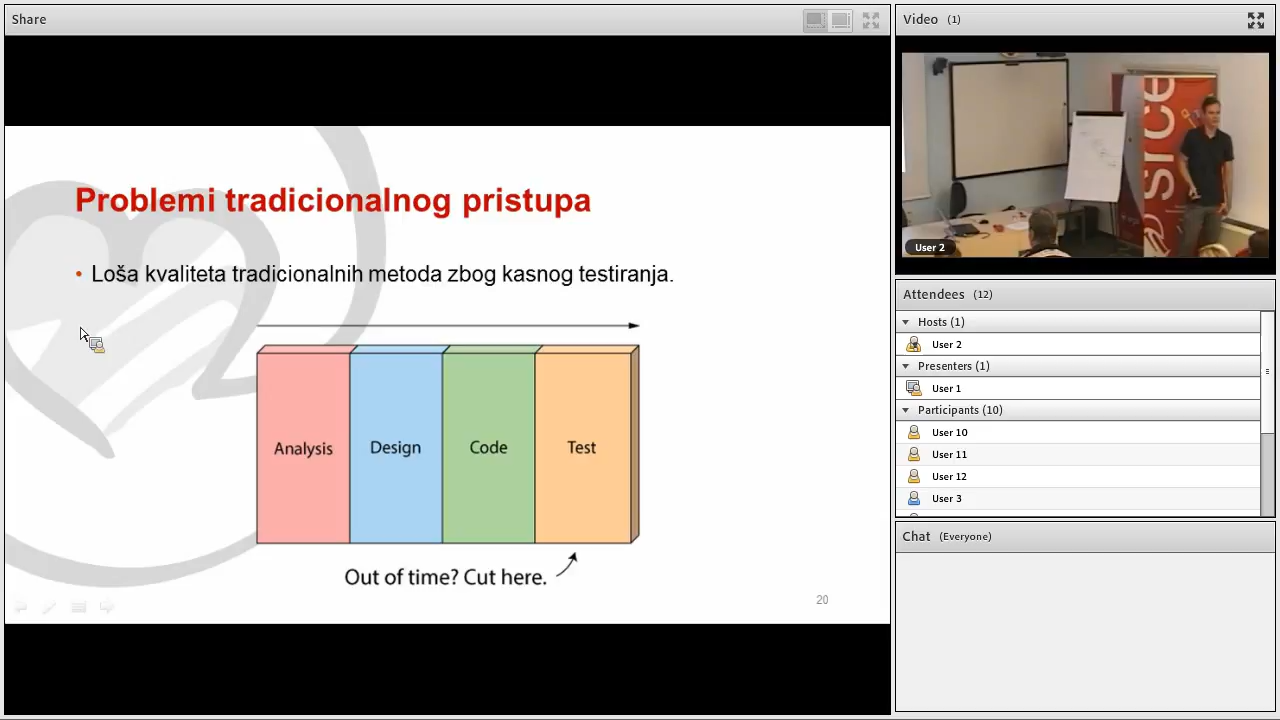 Share
Problemi tradicionalnog pristupa
• Loša kvaliteta tradicionalnih metoda zbog kasnog testiranja.
Analysis
Design
Code
Test
Out of time? Cut here.
20
Video (1)
srce
User 2
Attendees (12)
Hosts (1)
User 2
Presenters (1)
User 1
Participants (10)
User 10
User 11
User 12
User 3
Chat (Everyone)